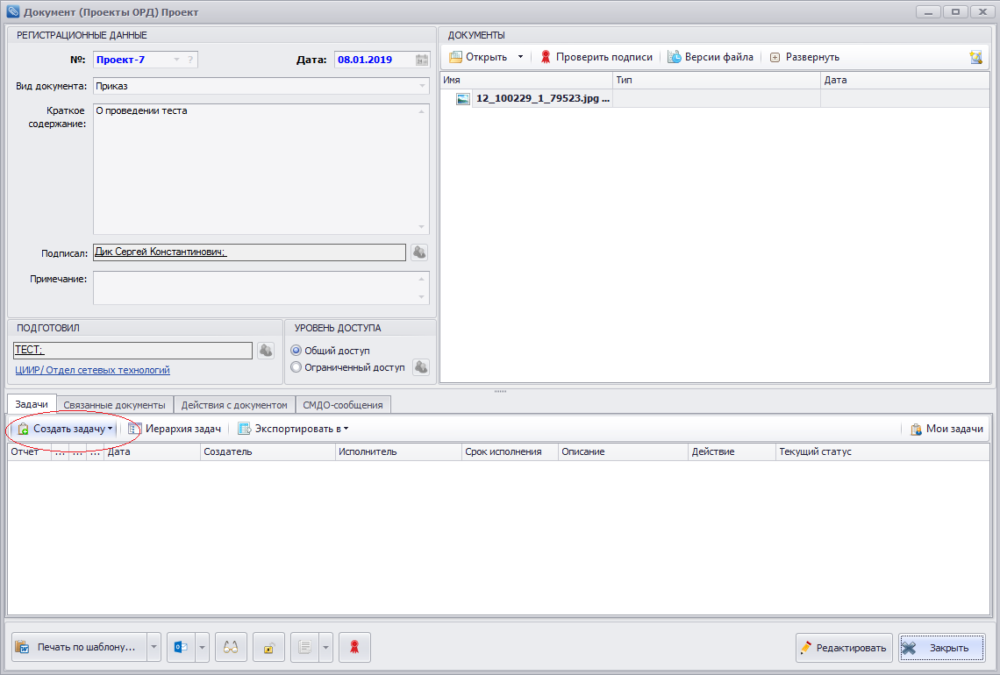 Документ (Проекты ОРД) Проект
РЕГИСТРАЦИОННЫЕ ДАННЫЕ
№: Проект-7 ? Дата: 08.01.2019
Вид документа: Приказ
Краткое содержание: О проведении теста
Подписал: Дик Сергей Константинович;
Примечание:
ПОДГОТОВИЛ
ТЕСТ;
ЦИИР/ Отдел сетевых технологий
УРОВЕНЬ ДОСТУПА
Общий доступ
Ограниченный доступ
ДОКУМЕНТЫ
Открыть Проверить подписи Версии файла Развернуть
Имя Тип Дата
12_100229_1_79523.jpg ...
Задачи Связанные документы Действия с документом СМДО-сообщения
Создать задачу Иерархия задач Экспортировать в Мои задачи
Отчет ... ... ... Дата Создатель Исполнитель Срок исполнения Описание Действие Текущий статус
Печать по шаблону... Редактировать Закрыть